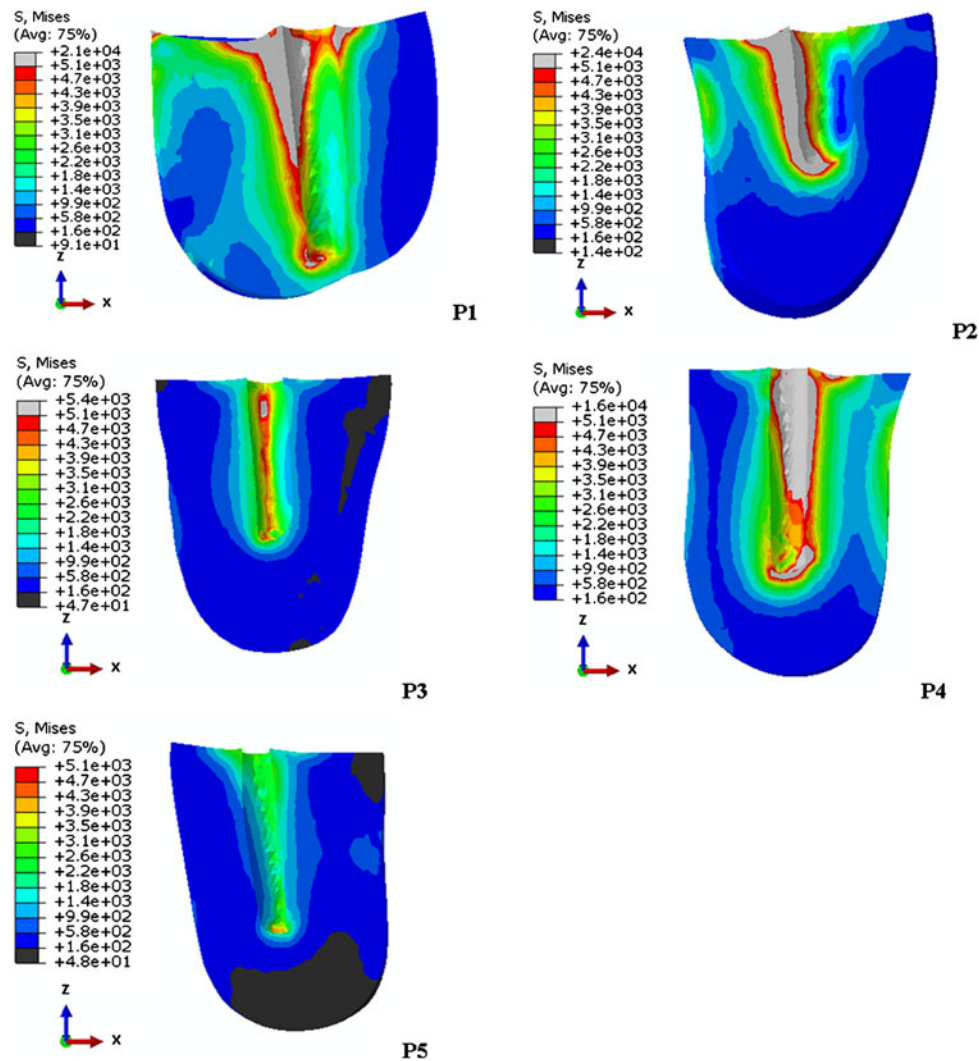 S, Mises
(Avg: 75%)
+2.1e+04
+5.1e+03
+4.7e+03
+4.3e+03
+3.9e+03
+3.5e+03
+3.1e+03
+2.6e+03
+2.2e+03
+1.8e+03
+1.4e+03
+9.9e+02
+5.8e+02
+1.6e+02
+9.1e+01
z
x
P1
S, Mises
(Avg: 75%)
+2.4e+04
+5.1e+03
+4.7e+03
+4.3e+03
+3.9e+03
+3.5e+03
+3.1e+03
+2.6e+03
+2.2e+03
+1.8e+03
+1.4e+03
+9.9e+02
+5.8e+02
+1.6e+02
+1.4e+02
z
x
P2
S, Mises
(Avg: 75%)
+5.4e+03
+5.1e+03
+4.7e+03
+4.3e+03
+3.9e+03
+3.5e+03
+3.1e+03
+2.6e+03
+2.2e+03
+1.8e+03
+1.4e+03
+9.9e+02
+5.8e+02
+1.6e+02
+4.7e+01
z
x
P3
S, Mises
(Avg: 75%)
+1.6e+04
+5.1e+03
+4.7e+03
+4.3e+03
+3.9e+03
+3.5e+03
+3.1e+03
+2.6e+03
+2.2e+03
+1.8e+03
+1.4e+03
+9.9e+02
+5.8e+02
+1.6e+02
z
x
P4
S, Mises
(Avg: 75%)
+5.1e+03
+4.7e+03
+4.3e+03
+3.9e+03
+3.5e+03
+3.1e+03
+2.6e+03
+2.2e+03
+1.8e+03
+1.4e+03
+9.9e+02
+5.8e+02
+1.6e+02
+4.8e+01
z
x
P5